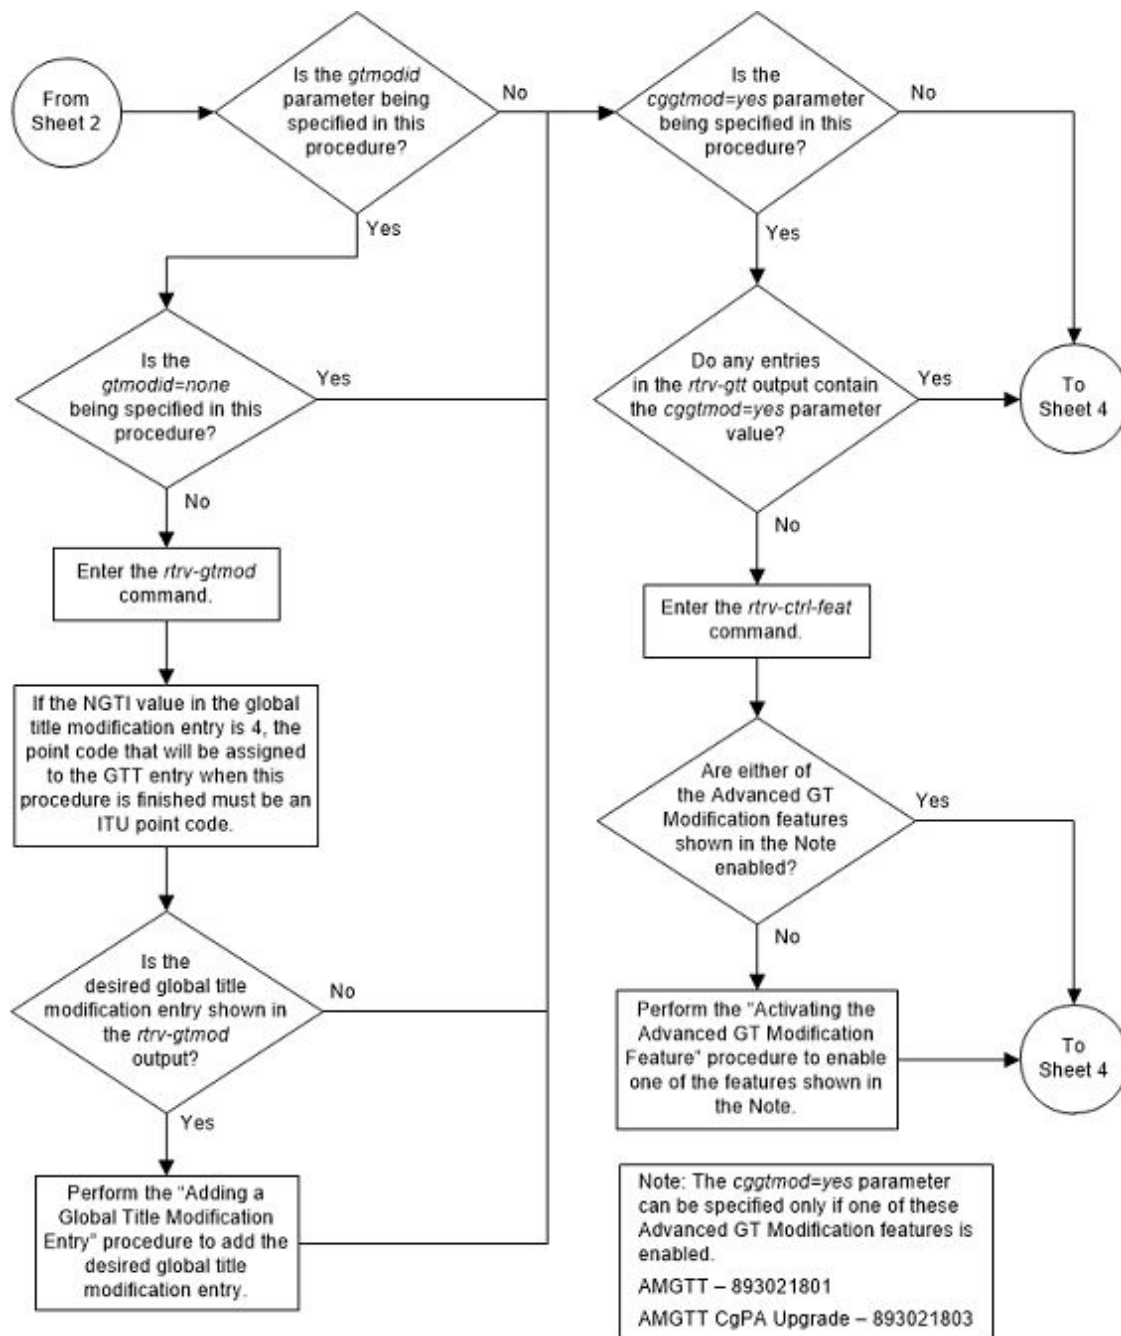 From
Sheet 2
Is the gtmodid
parameter being
specified in this
procedure?
No
Yes
Is the
cggtmod=yes parameter
being specified in this
procedure?
No
Yes
Is the
gtmodid=none
being specified in this
procedure?
Yes
No
Do any entries
in the rtrv-gtt output contain
the cggtmod=yes parameter
value?
Yes
No
To
Sheet 4
Enter the rtrv-gtmod
command.
Enter the rtrv-ctrl-feat
command.
If the NGTI value in the global
title modification entry is 4, the
point code that will be assigned
to the GTT entry when this
procedure is finished must be an
ITU point code.
Are either of
the Advanced GT
Modification features
shown in the Note
enabled?
Yes
No
Is the
desired global title
modification entry shown in
the rtrv-gtmod
output?
No
Yes
Perform the "Activating the
Advanced GT Modification
Feature" procedure to enable
one of the features shown in
the Note.
To
Sheet 4
Perform the "Adding a
Global Title Modification
Entry" procedure to add the
desired global title
modification entry.
Note: The cggtmod=yes parameter
can be specified only if one of these
Advanced GT Modification features is
enabled.
AMGTT – 893021801
AMGTT CgPA Upgrade – 893021803